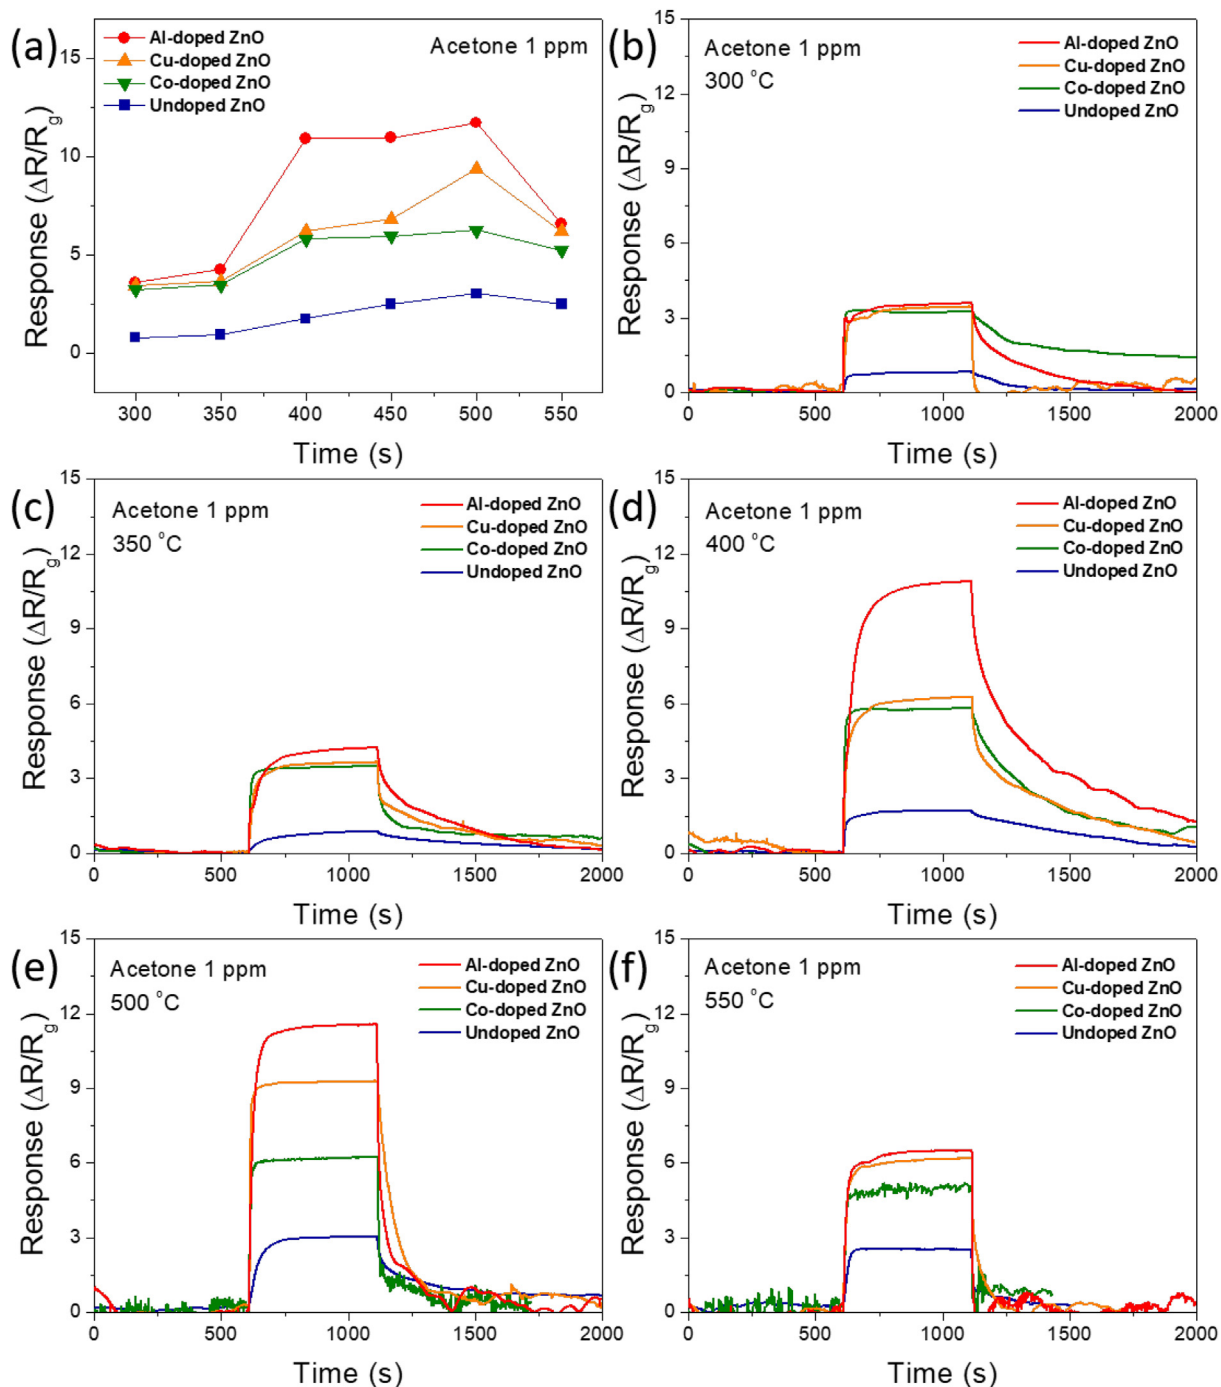 (a)
Al-doped ZnO
Cu-doped ZnO
Co-doped ZnO
Undoped ZnO
Acetone 1 ppm
15
10
5
0
Response (ΔR/R_g)
300 350 400 450 500 550
Time (s)
(b)
Acetone 1 ppm
300 °C
Al-doped ZnO
Cu-doped ZnO
Co-doped ZnO
Undoped ZnO
15
12
9
6
3
0
Response (ΔR/R_g)
0 500 1000 1500 2000
Time (s)
(c)
Acetone 1 ppm
350 °C
Al-doped ZnO
Cu-doped ZnO
Co-doped ZnO
Undoped ZnO
15
12
9
6
3
0
Response (ΔR/R_g)
0 500 1000 1500 2000
Time (s)
(d)
Acetone 1 ppm
400 °C
Al-doped ZnO
Cu-doped ZnO
Co-doped ZnO
Undoped ZnO
15
12
9
6
3
0
Response (ΔR/R_g)
0 500 1000 1500 2000
Time (s)
(e)
Acetone 1 ppm
500 °C
Al-doped ZnO
Cu-doped ZnO
Co-doped ZnO
Undoped ZnO
15
12
9
6
3
0
Response (ΔR/R_g)
0 500 1000 1500 2000
Time (s)
(f)
Acetone 1 ppm
550 °C
Al-doped ZnO
Cu-doped ZnO
Co-doped ZnO
Undoped ZnO
15
12
9
6
3
0
Response (ΔR/R_g)
0 500 1000 1500 2000
Time (s)